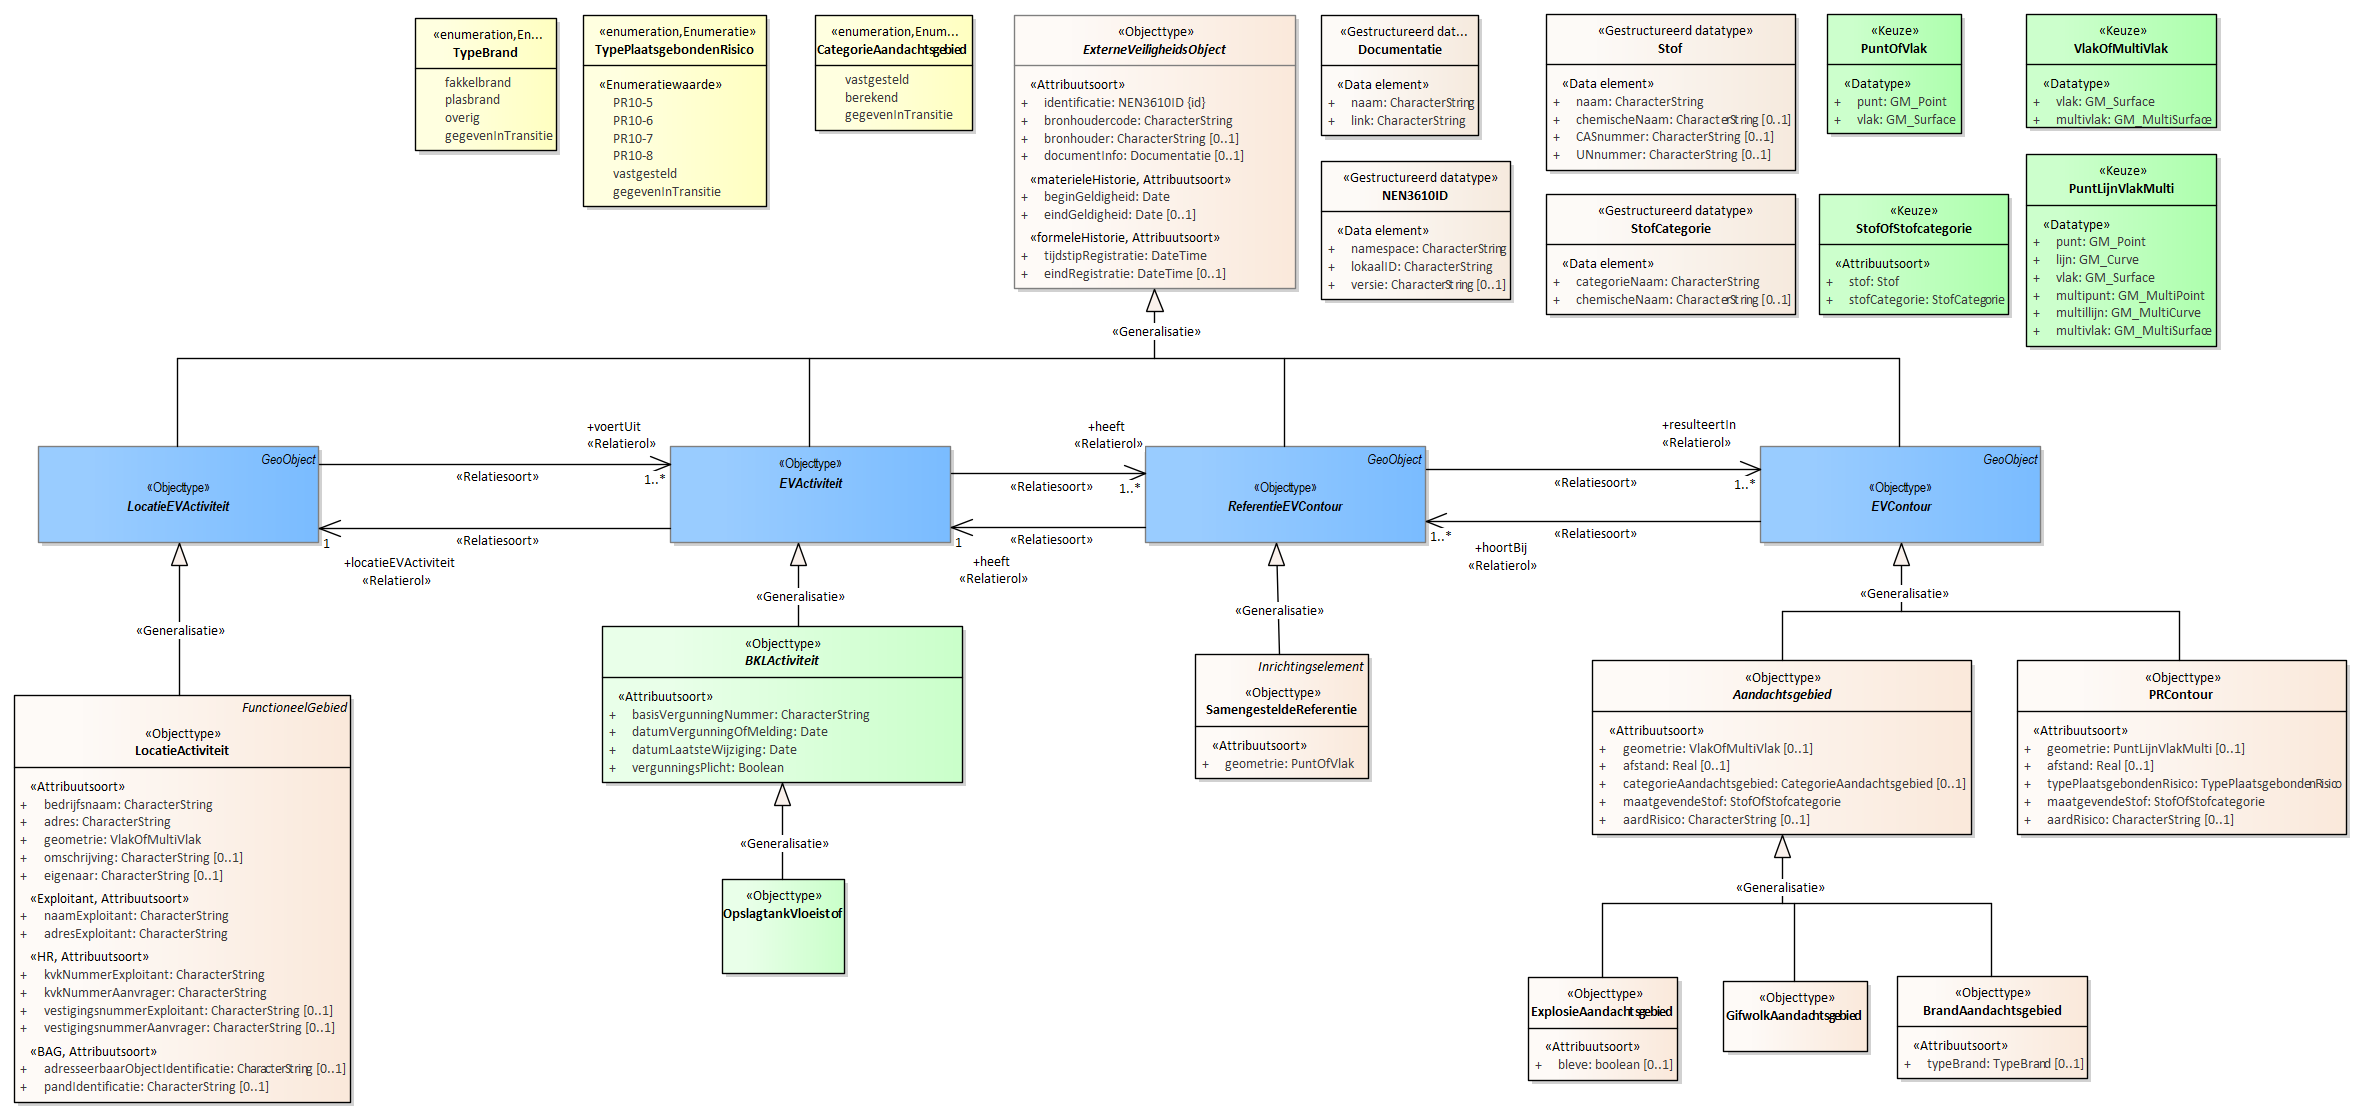 «enumeration,En...
TypeBrand
fakkelbrand
plasbrand
overig
gegevenInTransitie
«enumeration,Enumeratie»
TypePlaatsgebondenRisico
«Enumeratiewaarde»
PR10-5
PR10-6
PR10-7
PR10-8
vastgesteld
gegevenInTransitie
«enumeration,Enum...
CategorieAandachtsgebied
vastgesteld
berekend
gegevenInTransitie
«Objecttype»
ExterneVeiligheidsObject
«Attribuutsoort»
+ identificatie: NEN3610ID {id}
+ bronhoudercode: CharacterString
+ bronhouder: CharacterString [0..1]
+ documentInfo: Documentatie [0..1]
«materieleHistorie, Attribuutsoort»
+ beginGeldigheid: Date
+ eindGeldigheid: Date [0..1]
«formeleHistorie, Attribuutsoort»
+ tijdstipRegistratie: DateTime
+ eindRegistratie: DateTime [0..1]
«Gestructureerd dat...
Documentatie
«Data element»
+ naam: CharacterString
+ link: CharacterString
«Gestructureerd datatype»
NEN3610ID
«Data element»
+ namespace: CharacterString
+ lokaalID: CharacterString
+ versie: CharacterString [0..1]
«Gestructureerd datatype»
Stof
«Data element»
+ naam: CharacterString
+ chemischeNaam: CharacterString [0..1]
+ CASnummer: CharacterString [0..1]
+ UNnummer: CharacterString [0..1]
«Gestructureerd datatype»
StofCategorie
«Data element»
+ categorieNaam: CharacterString
+ chemischeNaam: CharacterString [0..1]
«Keuze»
PuntOfVlak
«Datatype»
+ punt: GM_Point
+ vlak: GM_Surface
«Keuze»
StofOfStofcategorie
«Attribuutsoort»
+ stof: Stof
+ stofCategorie: StofCategorie
«Keuze»
VlakOfMultiVlak
«Datatype»
+ vlak: GM_Surface
+ multivlak: GM_MultiSurface
«Keuze»
PuntLijnVlakMulti
«Datatype»
+ punt: GM_Point
+ lijn: GM_Curve
+ vlak: GM_Surface
+ multipunt: GM_MultiPoint
+ multillijn: GM_MultiCurve
+ multivlak: GM_MultiSurface
«Generalisatie»
GeoObject
«Objecttype»
LocatieEVActiviteit
+voertUit
«Relatierol»
«Relatiesoort»
1..*
«Relatiesoort»
1
+locatieEVActiviteit
«Relatierol»
«Objecttype»
EVActiviteit
+heeft
«Relatierol»
«Relatiesoort»
1..*
«Relatiesoort»
1
+heeft
«Relatierol»
GeoObject
«Objecttype»
ReferentieEVContour
+resulteertIn
«Relatierol»
«Relatiesoort»
1..*
«Relatiesoort»
1..*
+hoortBij
«Relatierol»
GeoObject
«Objecttype»
EVContour
«Generalisatie»
«Generalisatie»
«Generalisatie»
«Generalisatie»
FunctioneelGebied
«Objecttype»
LocatieActiviteit
«Attribuutsoort»
+ bedrijfsnaam: CharacterString
+ adres: CharacterString
+ geometrie: VlakOfMultiVlak
+ omschrijving: CharacterString [0..1]
+ eigenaar: CharacterString [0..1]
«Exploitant, Attribuutsoort»
+ naamExploitant: CharacterString
+ adresExploitant: CharacterString
«HR, Attribuutsoort»
+ kvkNummerExploitant: CharacterString
+ kvkNummerAanvrager: CharacterString
+ vestigingsnummerExploitant: CharacterString [0..1]
+ vestigingsnummerAanvrager: CharacterString [0..1]
«BAG, Attribuutsoort»
+ adresseerbaarObjectIdentificatie: CharacterString [0..1]
+ pandIdentificatie: CharacterString [0..1]
«Objecttype»
BKLActiviteit
«Attribuutsoort»
+ basisVergunningNummer: CharacterString
+ datumVergunningOfMelding: Date
+ datumLaatsteWijziging: Date
+ vergunningsPlicht: Boolean
«Generalisatie»
«Objecttype»
OpslagtankVloeistof
Inrichtingselement
«Objecttype»
SamengesteldeReferentie
«Attribuutsoort»
+ geometrie: PuntOfVlak
«Objecttype»
Aandachtsgebied
«Attribuutsoort»
+ geometrie: VlakOfMultiVlak [0..1]
+ afstand: Real [0..1]
+ categorieAandachtsgebied: CategorieAandachtsgebied [0..1]
+ maatgevendeStof: StofOfStofcategorie
+ aardRisico: CharacterString [0..1]
«Objecttype»
PRContour
«Attribuutsoort»
+ geometrie: PuntLijnVlakMulti [0..1]
+ afstand: Real [0..1]
+ typePlaatsgebondenRisico: TypePlaatsgebondenRisico
+ maatgevendeStof: StofOfStofcategorie
+ aardRisico: CharacterString [0..1]
«Generalisatie»
«Objecttype»
ExplosieAandachtsgebied
«Attribuutsoort»
+ bleve: boolean [0..1]
«Objecttype»
GifwolkAandachtsgebied
«Objecttype»
BrandAandachtsgebied
«Attribuutsoort»
+ typeBrand: TypeBrand [0..1]